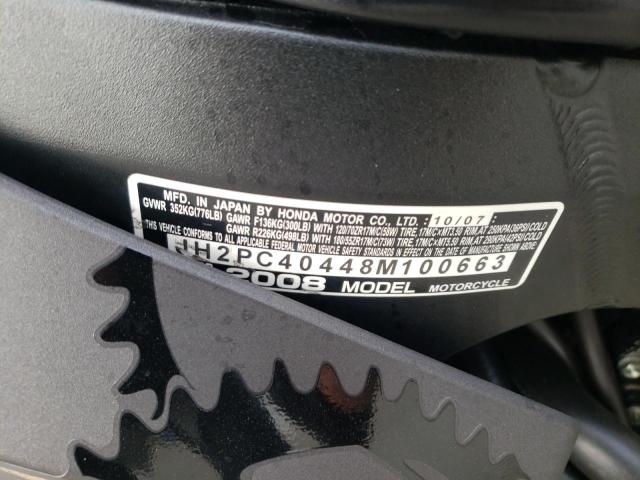 MFD. IN JAPAN BY HONDA MOTOR CO., LTD. 10/07
GVWR 352KG(776LB) GAWR F136KG(300LB) WITH 120/70ZR17M/C(58W) TIRE, 17M/C×MT3.50 RIM, AT 250KPA(36PSI)COLD
GAWR R226KG(498LB) WITH 180/55ZR17M/C(73W) TIRE, 17M/C×MT5.50 RIM, AT 290KPA(42PSI)COLD
THIS VEHICLE CONFORMS TO ALL APPLICABLE FEDERAL MOTOR VEHICLE SAFETY STANDARDS IN EFFECT ON THE DATE OF MANUFACTURE SHOWN ABOVE.
JH2PC40448M100663
2008 MODEL MOTORCYCLE